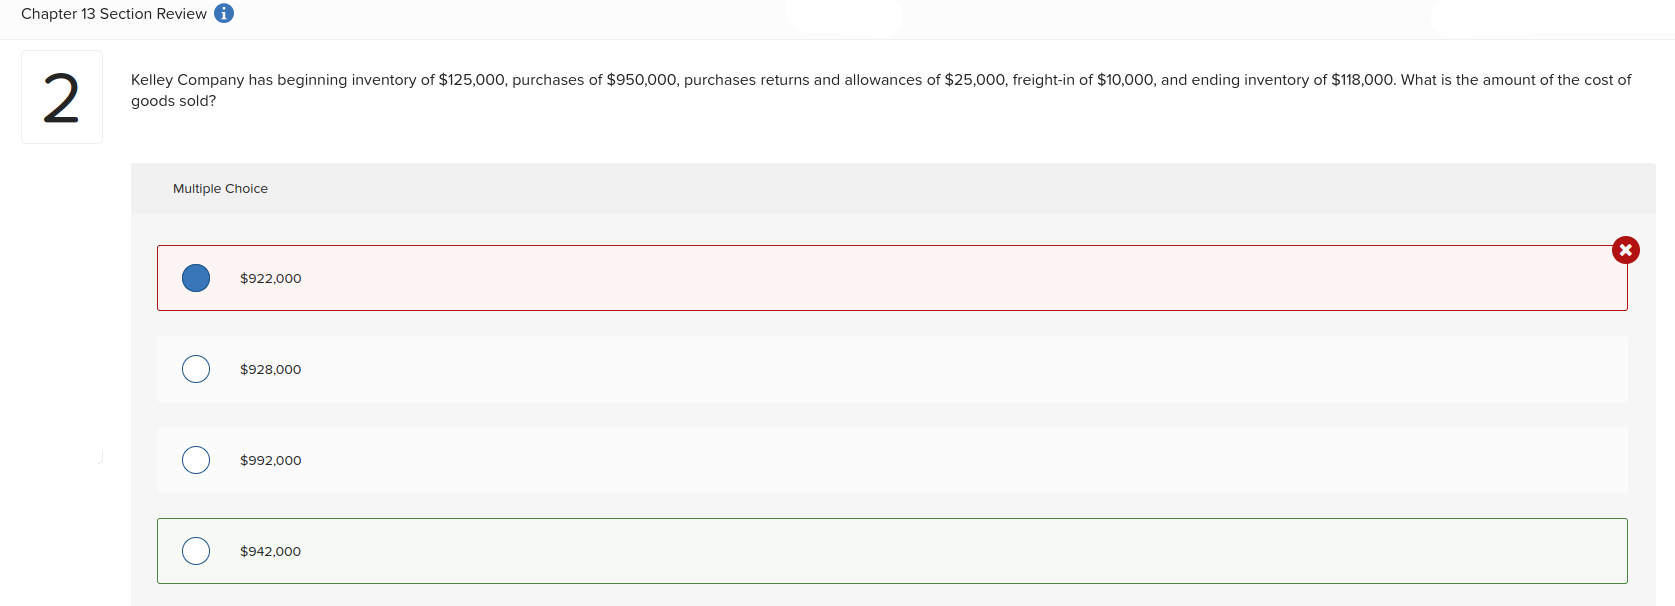 Chapter 13 Section Review i
2
Kelley Company has beginning inventory of $125,000, purchases of $950,000, purchases returns and allowances of $25,000, freight-in of $10,000, and ending inventory of $118,000. What is the amount of the cost of
goods sold?
Multiple Choice
$922,000
$928,000
$992,000
$942,000